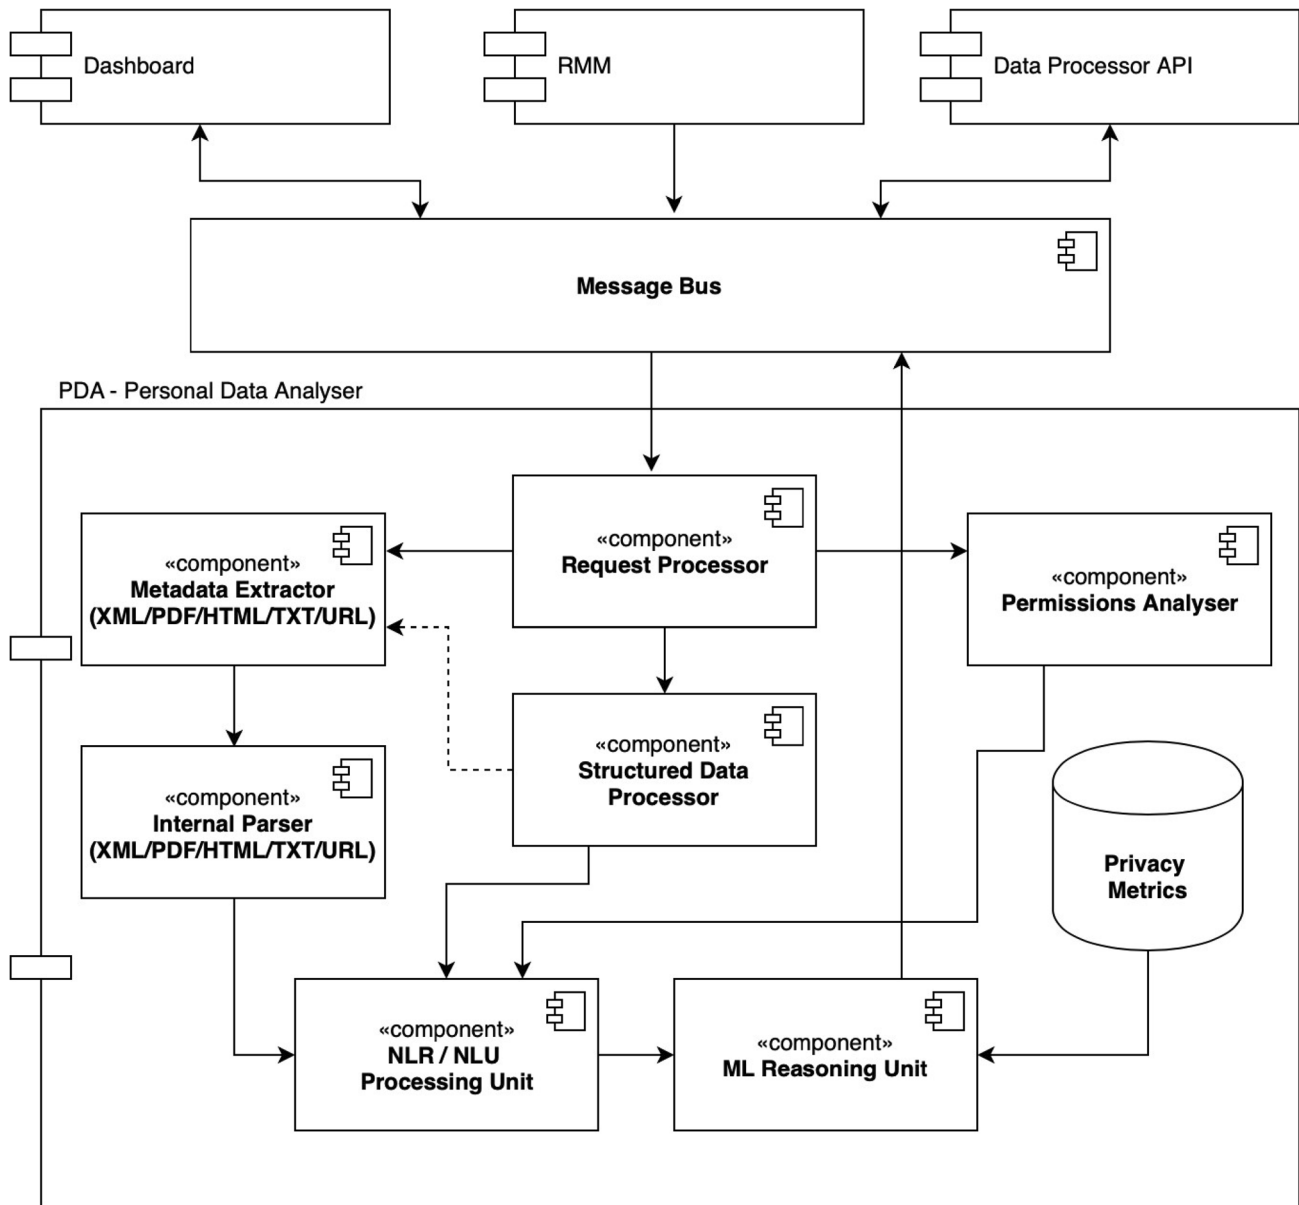 Dashboard
RMM
Data Processor API
Message Bus
PDA - Personal Data Analyser
«component»
Metadata Extractor
(XML/PDF/HTML/TXT/URL)
«component»
Request Processor
«component»
Permissions Analyser
«component»
Structured Data
Processor
«component»
Internal Parser
(XML/PDF/HTML/TXT/URL)
Privacy
Metrics
«component»
NLR / NLU
Processing Unit
«component»
ML Reasoning Unit